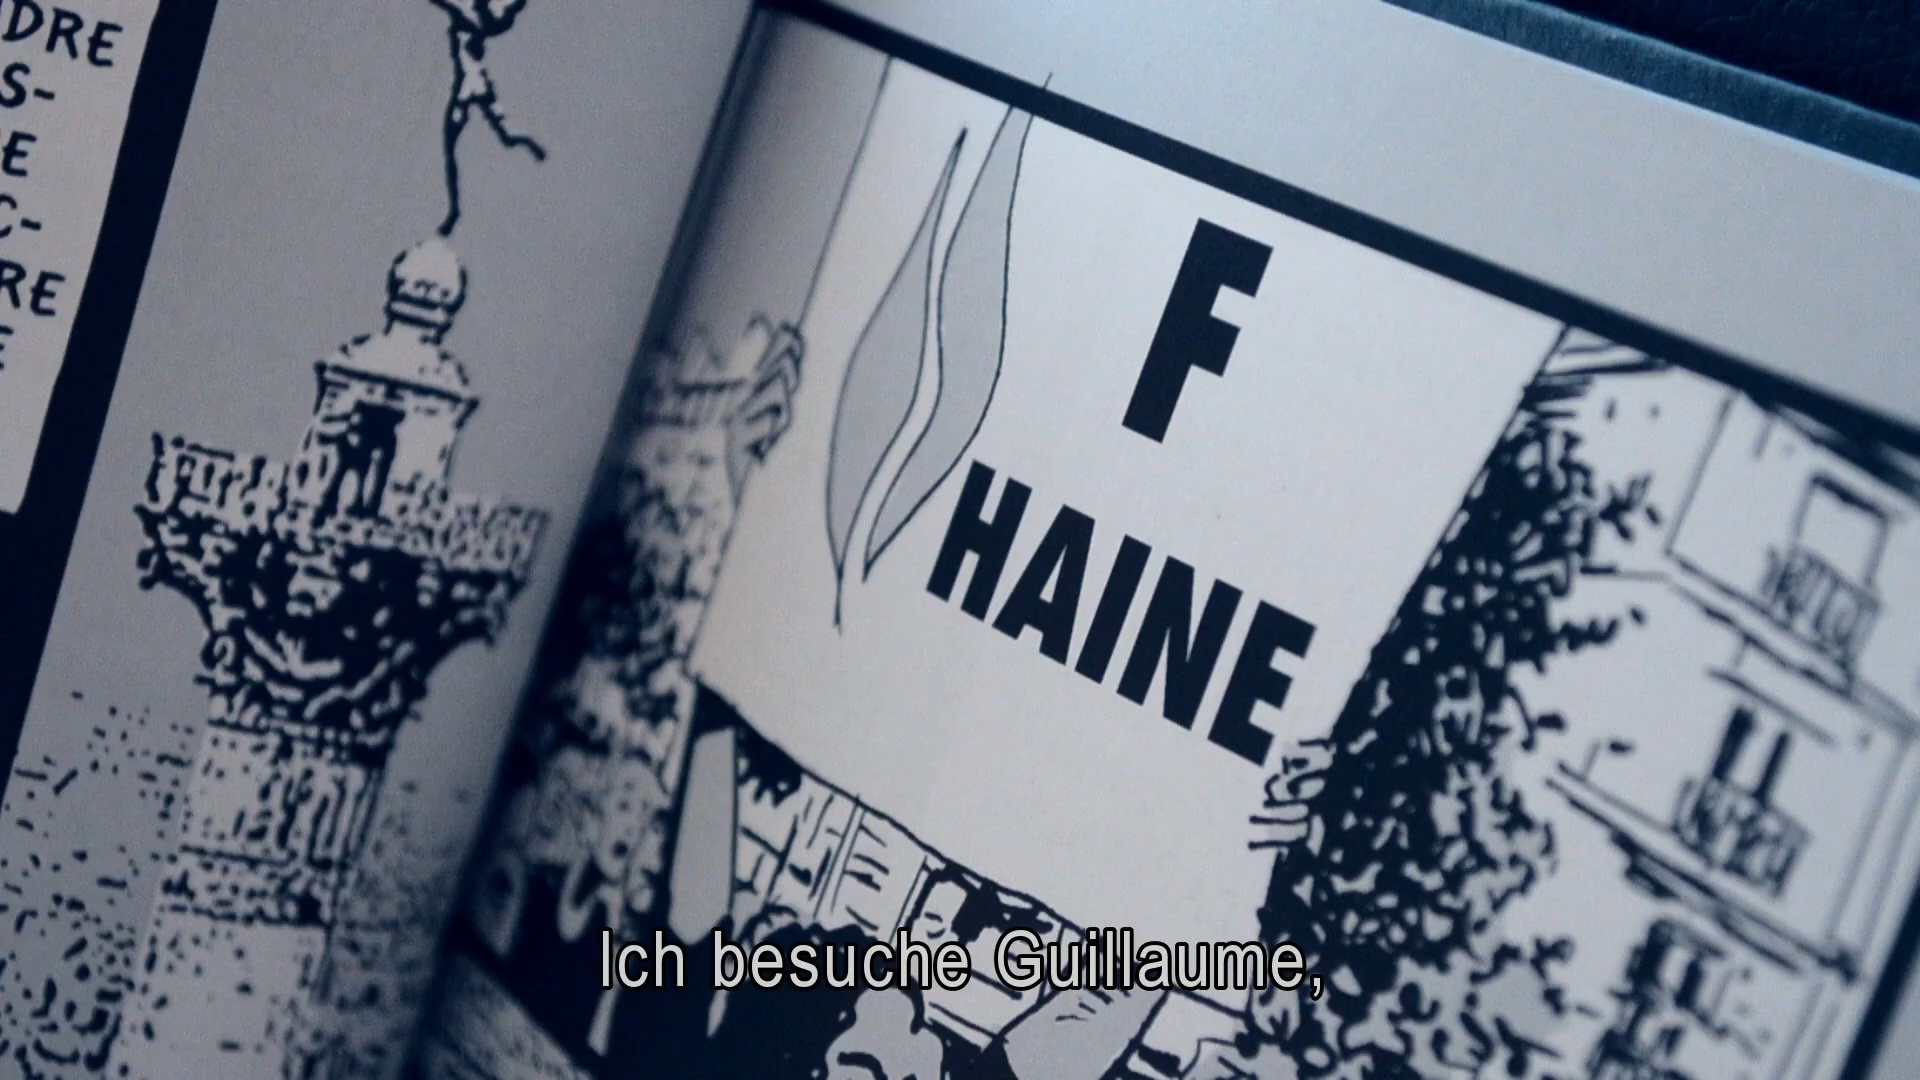 DRE
S-
E
C-
RE
E
F
HAINE
Ich besuche Guillaume,